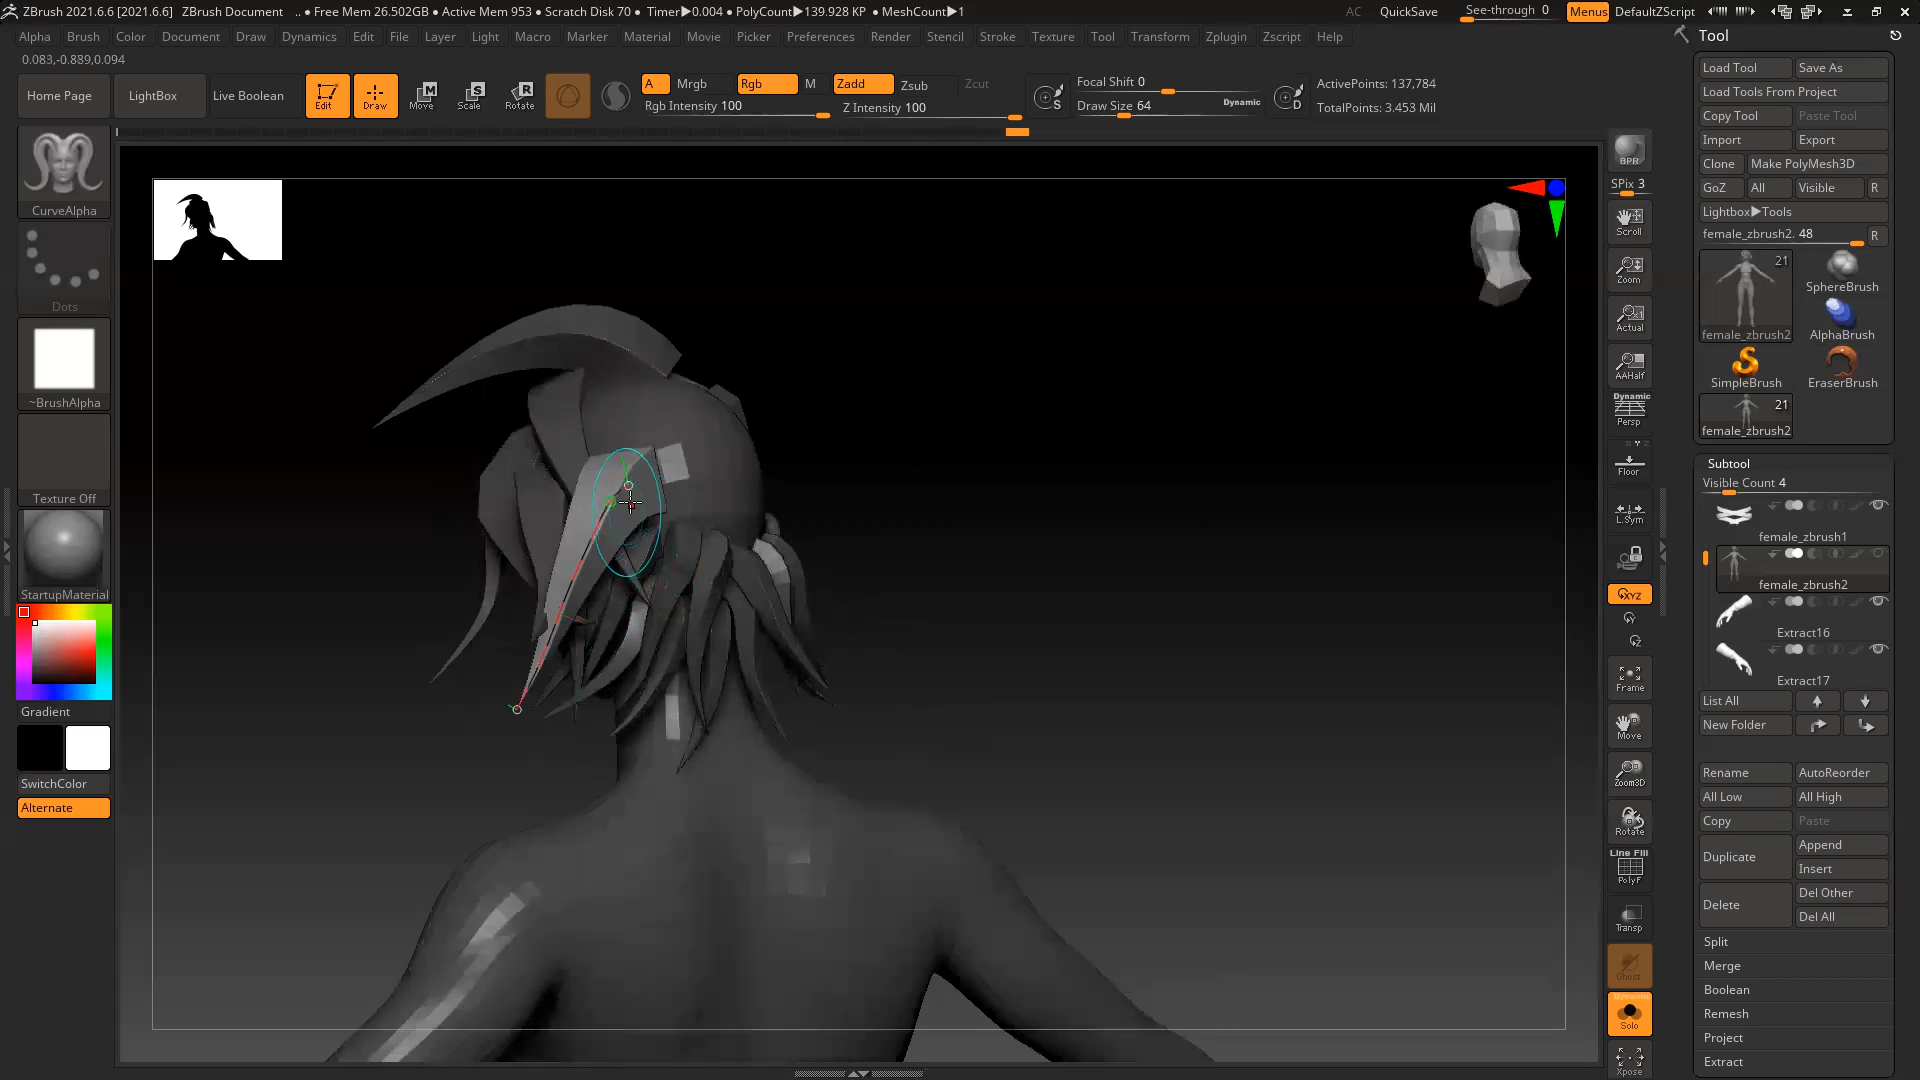 ZBrush 2021.6.6 [2021.6.6] ZBrush Document .. ● Free Mem 26.502GB ● Active Mem 953 ● Scratch Disk 70 ● Timer▶0.004 ● PolyCount▶139.928 KP ● MeshCount▶1 AC QuickSave See-through 0 Menus DefaultZScript
Alpha Brush Color Document Draw Dynamics Edit File Layer Light Macro Marker Material Movie Picker Preferences Render Stencil Stroke Texture Tool Transform Zplugin Zscript Help
0.083,-0.889,0.094
Home Page LightBox Live Boolean Edit Draw Move Scale Rotate
A Mrgb Rgb M Zadd Zsub Zcut
Rgb Intensity 100 Z Intensity 100
Focal Shift 0
Draw Size 64 Dynamic
S
D
ActivePoints: 137,784
TotalPoints: 3.453 Mil
CurveAlpha
Dots
~BrushAlpha
Texture Off
StartupMaterial
Gradient
SwitchColor
Alternate
BPR
SPix 3
Scroll
Zoom
Actual
AAHalf
Dynamic
Persp
Floor
L.Sym
XYZ
Y
Z
Frame
Move
Zoom3D
Rotate
Line Fill
PolyF
Transp
Ghost
Dynamic
Solo
Xpose
Tool
Load Tool Save As
Load Tools From Project
Copy Tool Paste Tool
Import Export
Clone Make PolyMesh3D
GoZ All Visible R
Lightbox▶Tools
female_zbrush2. 48 R
21
female_zbrush2
SphereBrush
AlphaBrush
SimpleBrush
EraserBrush
21
female_zbrush2
Subtool
Visible Count 4
female_zbrush1
female_zbrush2
Extract16
Extract17
List All
New Folder
Rename AutoReorder
All Low All High
Copy Paste
Duplicate Append
Insert
Delete Del Other
Del All
Split
Merge
Boolean
Remesh
Project
Extract